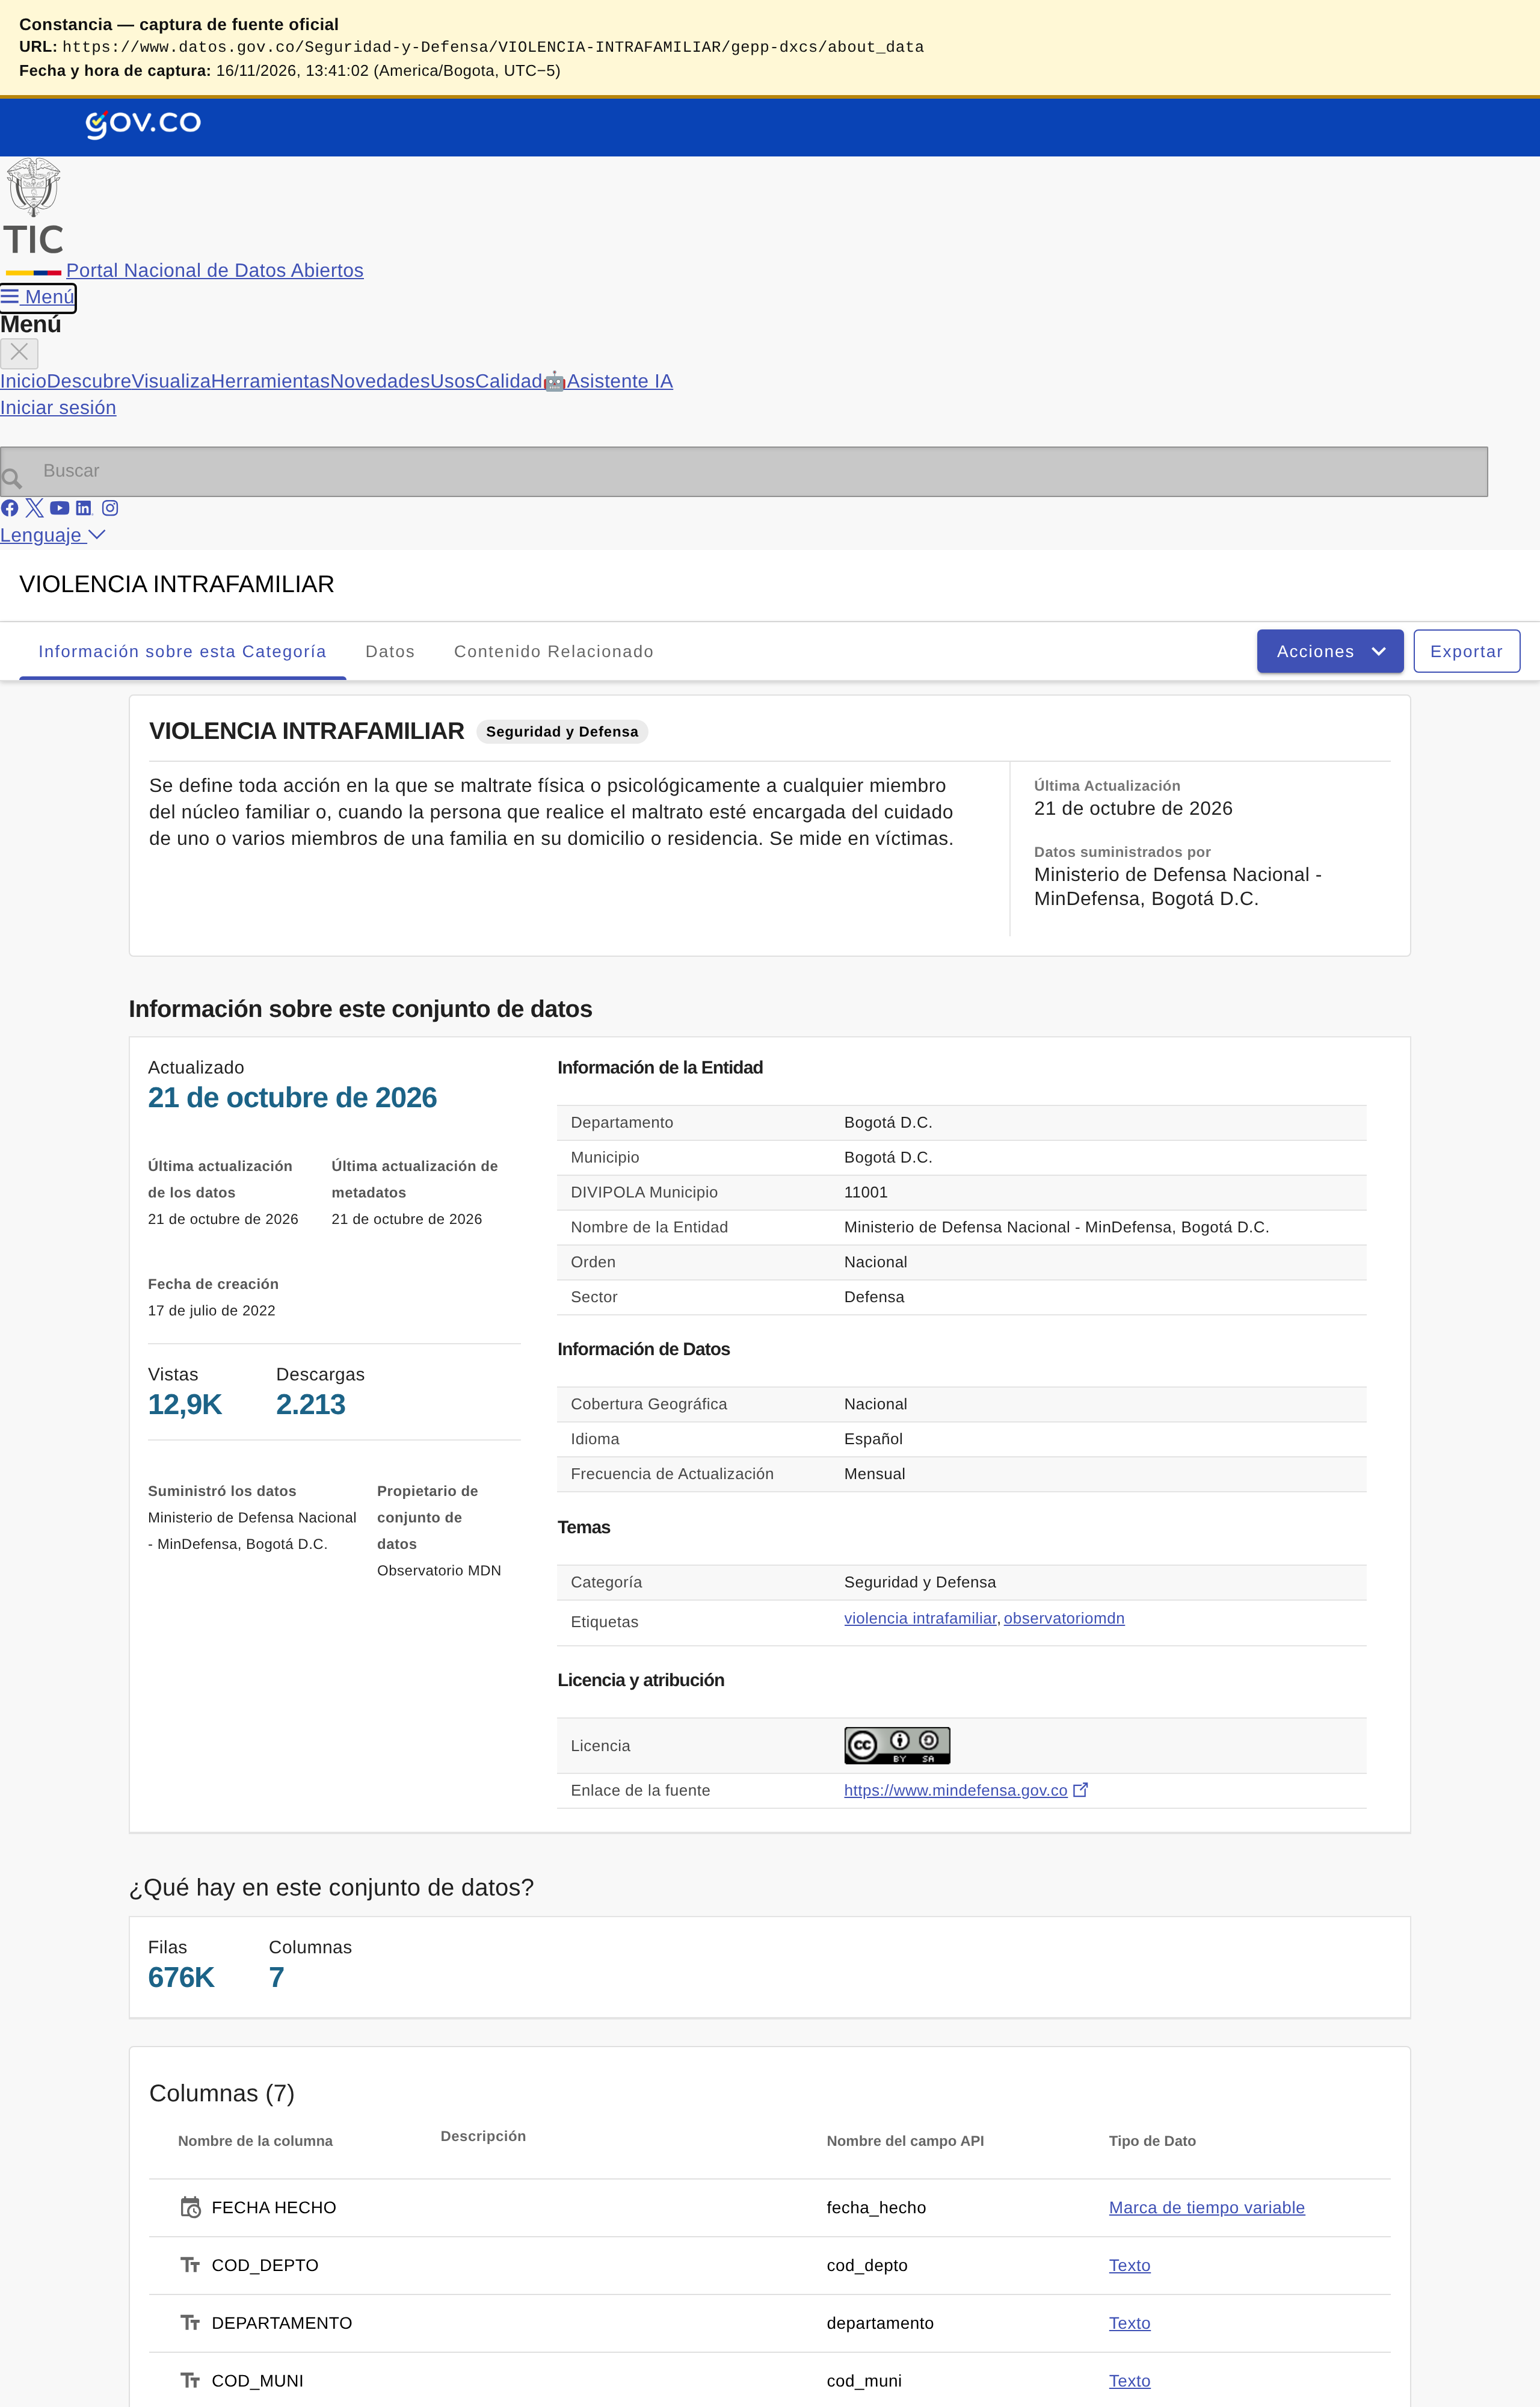 Constancia — captura de fuente oficial
URL: https://www.datos.gov.co/Seguridad-y-Defensa/VIOLENCIA-INTRAFAMILIAR/gepp-dxcs/about_data
Fecha y hora de captura: 16/11/2026, 13:41:02 (America/Bogota, UTC−5)
gov.co
TIC
Portal Nacional de Datos Abiertos
Menú
Menú
InicioDescubreVisualizaHerramientasNovedadesUsosCalidad🤖Asistente IA
Iniciar sesión
Buscar
Lenguaje
VIOLENCIA INTRAFAMILIAR
Información sobre esta Categoría Datos Contenido Relacionado Acciones Exportar
VIOLENCIA INTRAFAMILIAR Seguridad y Defensa
Se define toda acción en la que se maltrate física o psicológicamente a cualquier miembro
del núcleo familiar o, cuando la persona que realice el maltrato esté encargada del cuidado
de uno o varios miembros de una familia en su domicilio o residencia. Se mide en víctimas.
Última Actualización
21 de octubre de 2026
Datos suministrados por
Ministerio de Defensa Nacional -
MinDefensa, Bogotá D.C.
Información sobre este conjunto de datos
Actualizado
21 de octubre de 2026
Última actualización
de los datos
21 de octubre de 2026
Última actualización de
metadatos
21 de octubre de 2026
Fecha de creación
17 de julio de 2022
Vistas
12,9K
Descargas
2.213
Suministró los datos
Ministerio de Defensa Nacional
- MinDefensa, Bogotá D.C.
Propietario de
conjunto de
datos
Observatorio MDN
Información de la Entidad
Departamento Bogotá D.C.
Municipio Bogotá D.C.
DIVIPOLA Municipio 11001
Nombre de la Entidad Ministerio de Defensa Nacional - MinDefensa, Bogotá D.C.
Orden Nacional
Sector Defensa
Información de Datos
Cobertura Geográfica Nacional
Idioma Español
Frecuencia de Actualización Mensual
Temas
Categoría Seguridad y Defensa
Etiquetas violencia intrafamiliar, observatoriomdn
Licencia y atribución
Licencia cc BY SA
Enlace de la fuente https://www.mindefensa.gov.co
¿Qué hay en este conjunto de datos?
Filas
676K
Columnas
7
Columnas (7)
Nombre de la columna Descripción Nombre del campo API Tipo de Dato
FECHA HECHO fecha_hecho Marca de tiempo variable
COD_DEPTO cod_depto Texto
DEPARTAMENTO departamento Texto
COD_MUNI cod_muni Texto